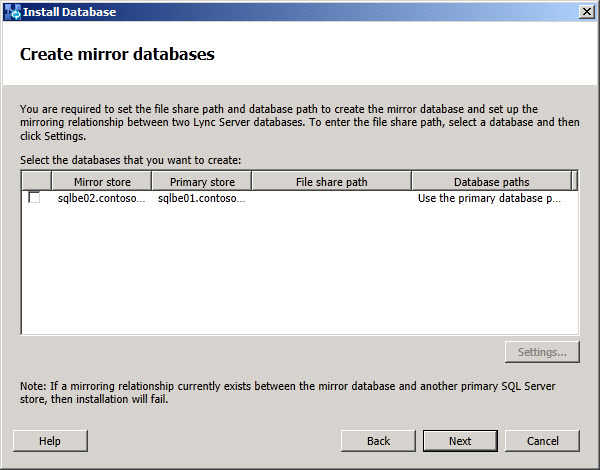 Install Database
Create mirror databases
You are required to set the file share path and database path to create the mirror database and set up the
mirroring relationship between two Lync Server databases. To enter the file share path, select a database and then
click Settings.
Select the databases that you want to create:
Mirror store Primary store File share path Database paths
sqlbe02.contoso... sqlbe01.contoso... Use the primary database p...
Settings...
Note: If a mirroring relationship currently exists between the mirror database and another primary SQL Server
store, then installation will fail.
Help Back Next Cancel